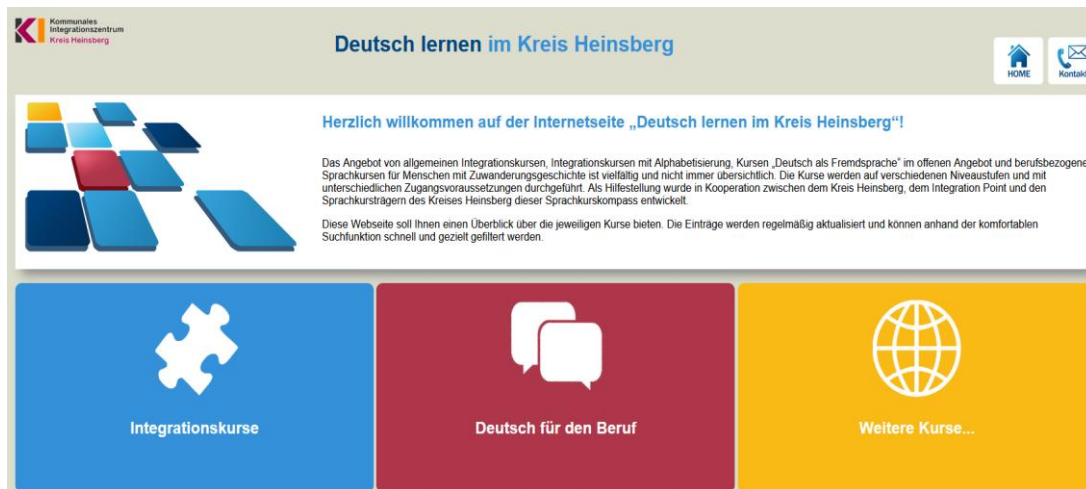 Kommunales
Integrationszentrum
Kreis Heinsberg
Deutsch lernen im Kreis Heinsberg
HOME
Kontakt
Herzlich willkommen auf der Internetseite „Deutsch lernen im Kreis Heinsberg“!
Das Angebot von allgemeinen Integrationskursen, Integrationskursen mit Alphabetisierung, Kursen „Deutsch als Fremdsprache“ im offenen Angebot und berufsbezogene
Sprachkursen für Menschen mit Zuwanderungsgeschichte ist vielfältig und nicht immer übersichtlich. Die Kurse werden auf verschiedenen Niveaustufen und mit
unterschiedlichen Zugangsvoraussetzungen durchgeführt. Als Hilfestellung wurde in Kooperation zwischen dem Kreis Heinsberg, dem Integration Point und den
Sprachkursträgern des Kreises Heinsberg dieser Sprachkurskompass entwickelt.
Diese Webseite soll Ihnen einen Überblick über die jeweiligen Kurse bieten. Die Einträge werden regelmäßig aktualisiert und können anhand der komfortablen
Suchfunktion schnell und gezielt gefiltert werden.
Integrationskurse
Deutsch für den Beruf
Weitere Kurse...